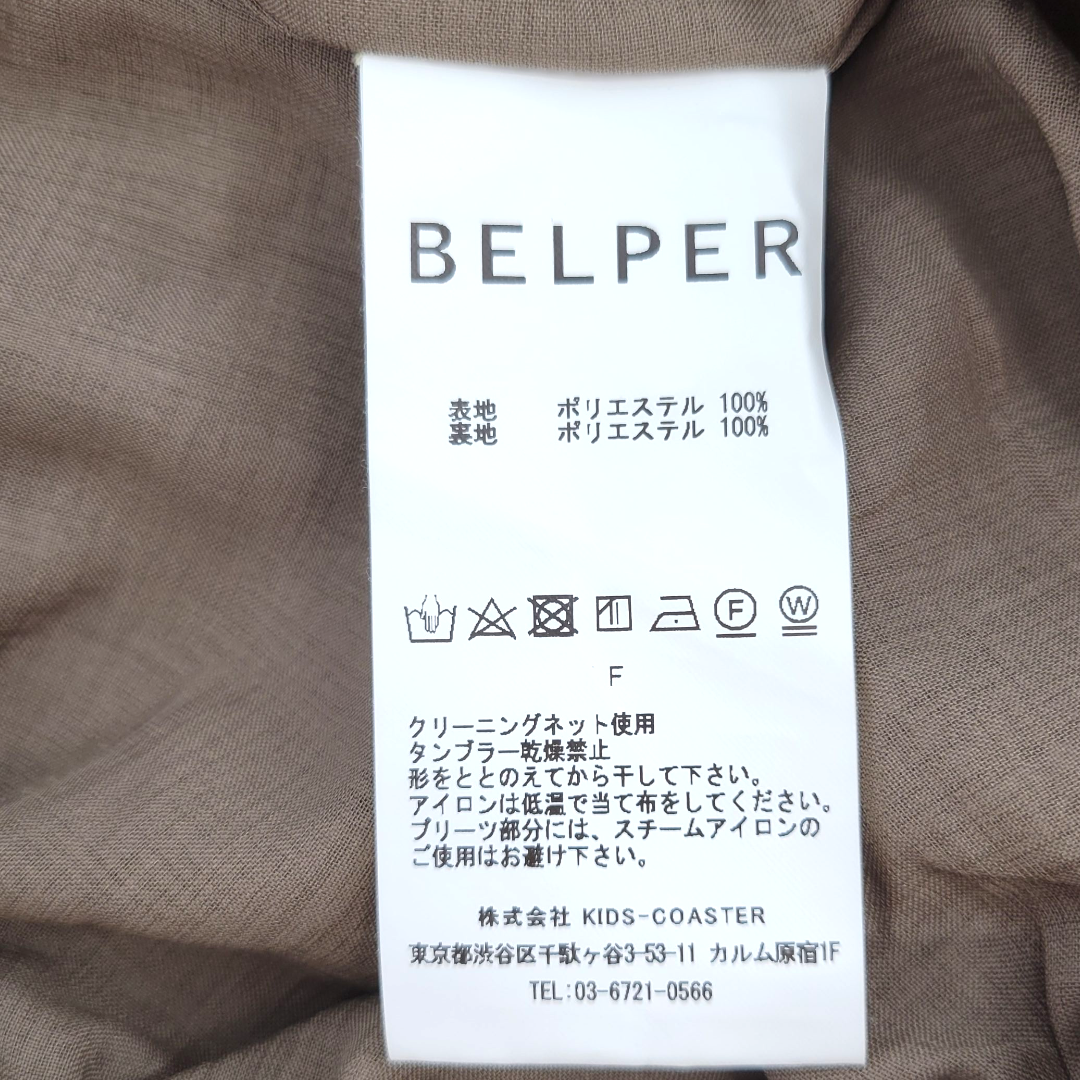 BELPER
表地 ポリエステル 100%
裏地 ポリエステル 100%
F W
F
クリーニングネット使用
タンブラー乾燥禁止
形をととのえてから干して下さい。
アイロンは低温で当て布をしてください。
プリーツ部分には、スチームアイロンの
ご使用はお避け下さい。
株式会社 KIDS-COASTER
東京都渋谷区千駄ヶ谷3-53-11 カルム原宿1F
TEL:03-6721-0566